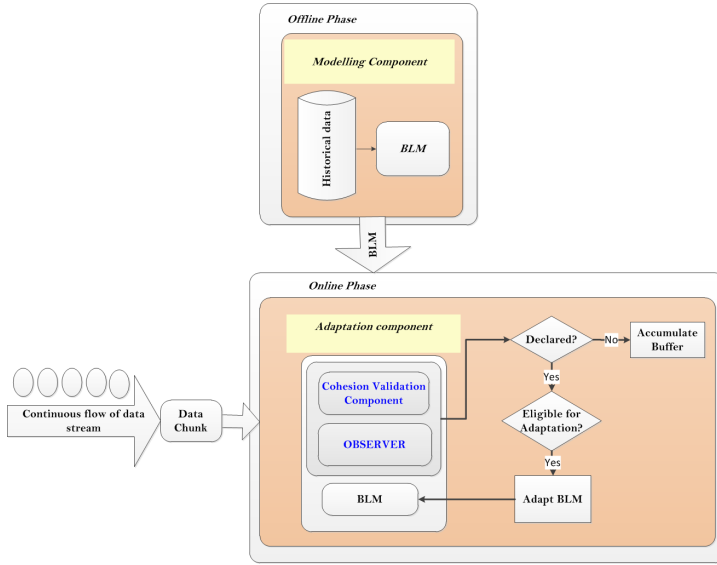 Offline Phase
Modelling Component
Historical data
BLM
BLM
Online Phase
Adaptation component
Declared?
No
Accumulate
Buffer
Cohesion Validation
Component
Yes
Continuous flow of data
stream
Data
Chunk
Eligible for
Adaptation?
OBSERVER
Yes
BLM
Adapt BLM